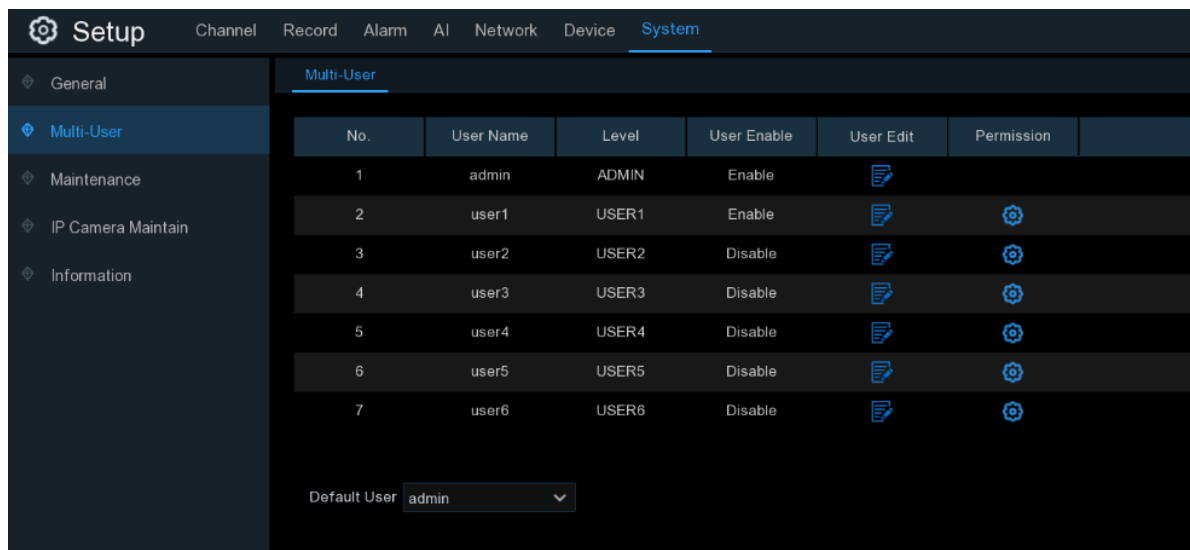 Setup Channel Record Alarm AI Network Device System
General
Multi-User
Maintenance
IP Camera Maintain
Information
Multi-User
No. User Name Level User Enable User Edit Permission
1 admin ADMIN Enable
2 user1 USER1 Enable
3 user2 USER2 Disable
4 user3 USER3 Disable
5 user4 USER4 Disable
6 user5 USER5 Disable
7 user6 USER6 Disable
Default User admin